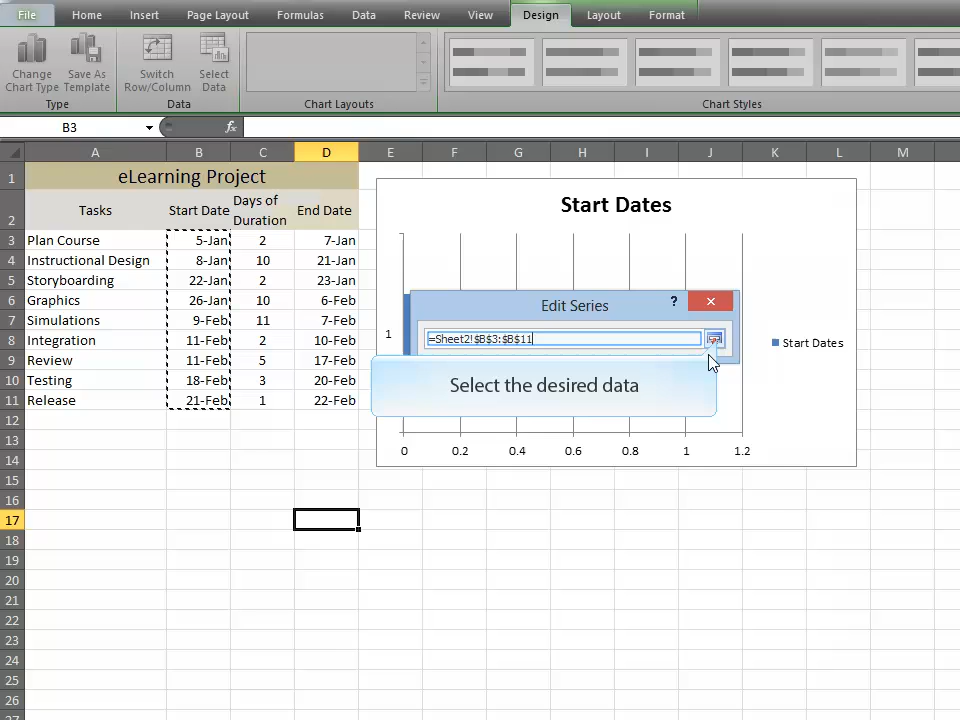 File Home Insert Page Layout Formulas Data Review View Design Layout Format
Change Chart Type Save As Template Switch Row/Column Select Data
Type Data Chart Layouts Chart Styles
B3 fx
A B C D E F G H I J K L M
1 eLearning Project
2 Tasks Start Date Days of Duration End Date
3 Plan Course 5-Jan 2 7-Jan
4 Instructional Design 8-Jan 10 21-Jan
5 Storyboarding 22-Jan 2 23-Jan
6 Graphics 26-Jan 10 6-Feb
7 Simulations 9-Feb 11 7-Feb
8 Integration 11-Feb 2 10-Feb
9 Review 11-Feb 5 17-Feb
10 Testing 18-Feb 3 20-Feb
11 Release 21-Feb 1 22-Feb
12
13
14
15
16
17
18
19
20
21
22
23
24
25
26
Start Dates
Edit Series ?
=Sheet2!$B$3:$B$11
1
Start Dates
Select the desired data
0 0.2 0.4 0.6 0.8 1 1.2